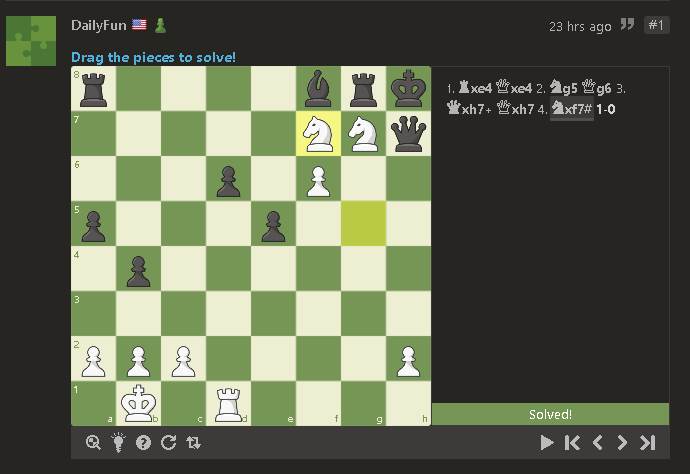 DailyFun
23 hrs ago
#1
Drag the pieces to solve!
8
7
6
5
4
3
2
1
a b c d e f g h
1. xe4 xe4 2. g5 g6 3.
xh7+ xh7 4. xf7# 1-0
Solved!